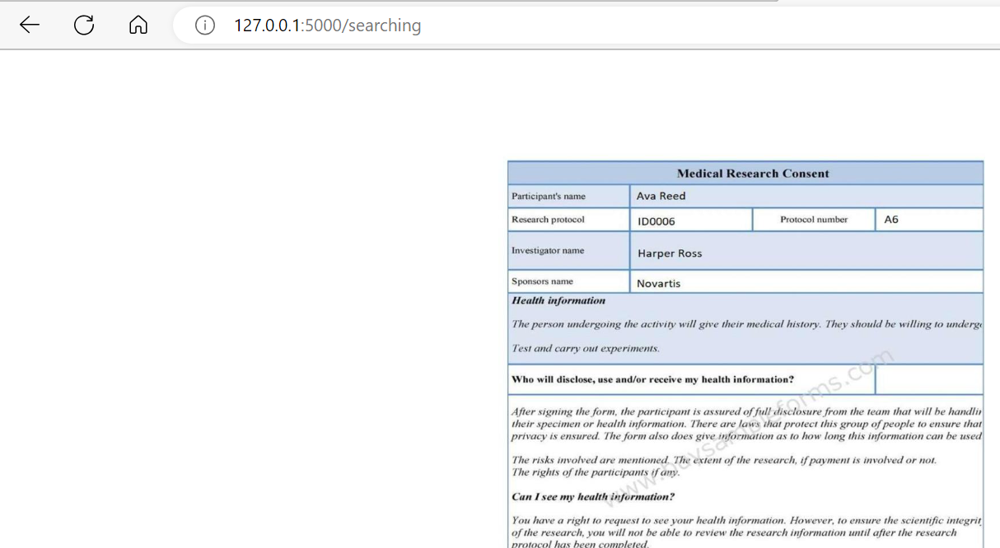 127.0.0.1:5000/searching
Medical Research Consent
Participant's name Ava Reed
Research protocol ID0006 Protocol number A6
Investigator name Harper Ross
Sponsors name Novartis
Health information
The person undergoing the activity will give their medical history. They should be willing to underg
Test and carry out experiments.
Who will disclose, use and/or receive my health information?
After signing the form, the participant is assured of full disclosure from the team that will be handlin
their specimen or health information. There are laws that protect this group of people to ensure that
privacy is ensured. The form also does give information as to how long this information can be used
The risks involved are mentioned. The extent of the research, if payment is involved or not.
The rights of the participants if any.
www.buysampleforms.com
Can I see my health information?
You have a right to request to see your health information. However, to ensure the scientific integrit
of the research, you will not be able to review the research information until after the research
protocol has been completed.